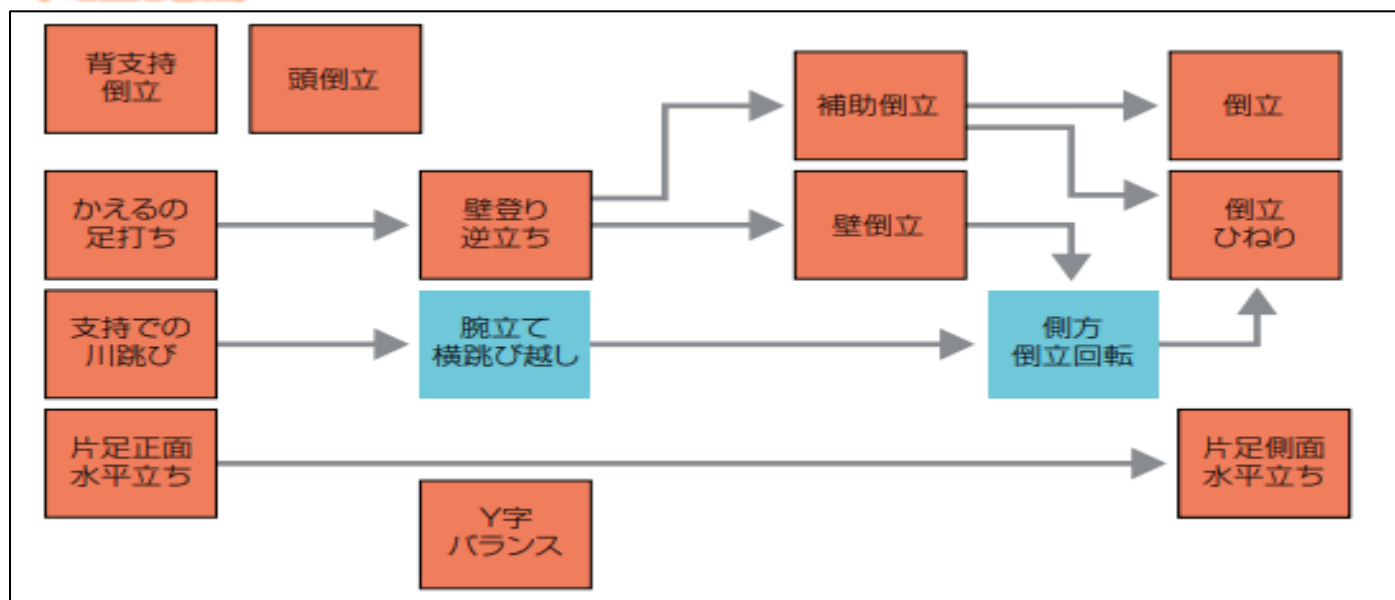 背支持
倒立
頭倒立
補助倒立
倒立
かえるの
足打ち
壁登り
逆立ち
壁倒立
倒立
ひねり
支持での
川跳び
腕立て
横跳び越し
側方
倒立回転
片足正面
水平立ち
片足側面
水平立ち
Y字
バランス